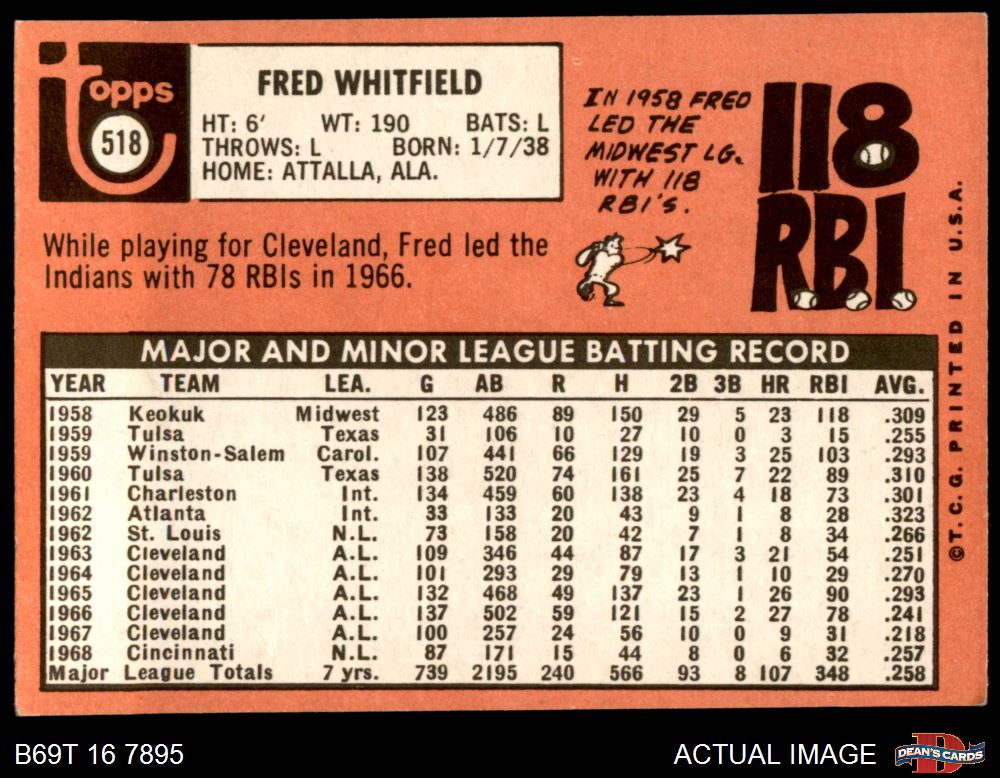 Topps
518
FRED WHITFIELD
HT: 6' WT: 190 BATS: L
THROWS: L BORN: 1/7/38
HOME: ATTALLA, ALA.
While playing for Cleveland, Fred led the
Indians with 78 RBIs in 1966.
IN 1958 FRED
LED THE
MIDWEST LG.
WITH 118
RBI'S.
118
RBI.
MAJOR AND MINOR LEAGUE BATTING RECORD
YEAR TEAM LEA. G AB R H 2B 3B HR RBI AVG.
1958 Keokuk Midwest 123 486 89 150 29 5 23 118 .309
1959 Tulsa Texas 31 106 10 27 10 0 3 15 .255
1959 Winston-Salem Carol. 107 441 66 129 19 3 25 103 .293
1960 Tulsa Texas 138 520 74 161 25 7 22 89 .310
1961 Charleston Int. 134 459 60 138 23 4 18 73 .301
1962 Atlanta Int. 33 133 20 43 9 1 8 28 .323
1962 St. Louis N.L. 73 158 20 42 7 1 8 34 .266
1963 Cleveland A.L. 109 346 44 87 17 3 21 54 .251
1964 Cleveland A.L. 101 293 29 79 13 1 10 29 .270
1965 Cleveland A.L. 132 468 49 137 23 1 26 90 .293
1966 Cleveland A.L. 137 502 59 121 15 2 27 78 .241
1967 Cleveland A.L. 100 257 24 56 10 0 9 31 .218
1968 Cincinnati N.L. 87 171 15 44 8 0 6 32 .257
Major League Totals 7 yrs. 739 2195 240 566 93 8 107 348 .258
©T.C.G. PRINTED IN U.S.A.
B69T 16 7895
ACTUAL IMAGE
DEAN'S CARDS